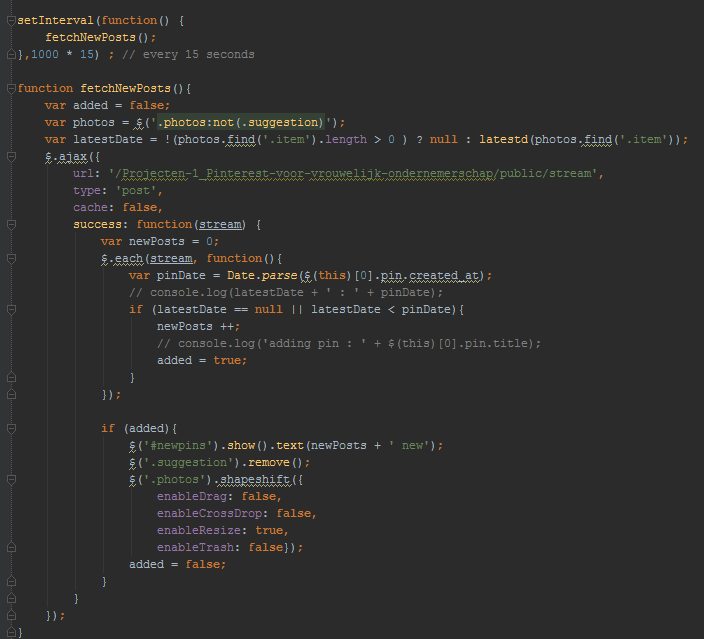 setInterval(function() {
    fetchNewPosts();
},1000 * 15) ; // every 15 seconds

function fetchNewPosts(){
    var added = false;
    var photos = $('.photos:not(.suggestion)');
    var latestDate = !(photos.find('.item').length > 0 ) ? null : latestd(photos.find('.item'));
    $.ajax({
        url: '/Projecten-1_Pinterest-voor-vrouwelijk-ondernemerschap/public/stream',
        type: 'post',
        cache: false,
        success: function(stream) {
            var newPosts = 0;
            $.each(stream, function(){
                var pinDate = Date.parse($(this)[0].pin.created_at);
                // console.log(latestDate + ' : ' + pinDate);
                if (latestDate == null || latestDate < pinDate){
                    newPosts ++;
                    // console.log('adding pin : ' + $(this)[0].pin.title);
                    added = true;
                }
            });

            if (added){
                $('#newpins').show().text(newPosts + ' new');
                $('.suggestion').remove();
                $('.photos').shapeshift({
                    enableDrag: false,
                    enableCrossDrop: false,
                    enableResize: true,
                    enableTrash: false});
                added = false;
            }
        }
    });
}